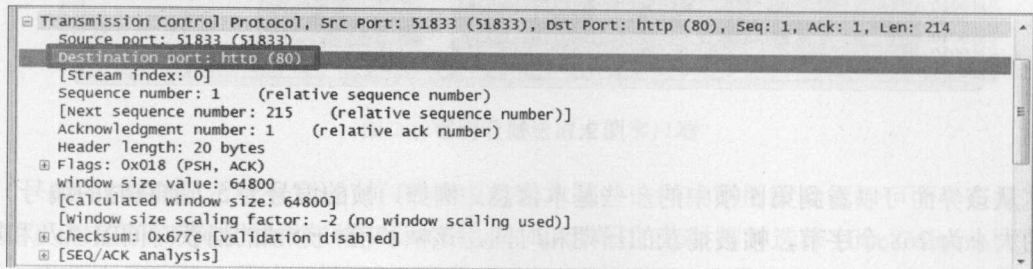 Transmission Control Protocol, Src Port: 51833 (51833), Dst Port: http (80), Seq: 1, Ack: 1, Len: 214
Source port: 51833 (51833)
Destination port: http (80)
[Stream index: 0]
Sequence number: 1 (relative sequence number)
[Next sequence number: 215 (relative sequence number)]
Acknowledgment number: 1 (relative ack number)
Header length: 20 bytes
Flags: 0x018 (PSH, ACK)
Window size value: 64800
[Calculated window size: 64800]
[Window size scaling factor: -2 (no window scaling used)]
Checksum: 0x677e [validation disabled]
[SEQ/ACK analysis]